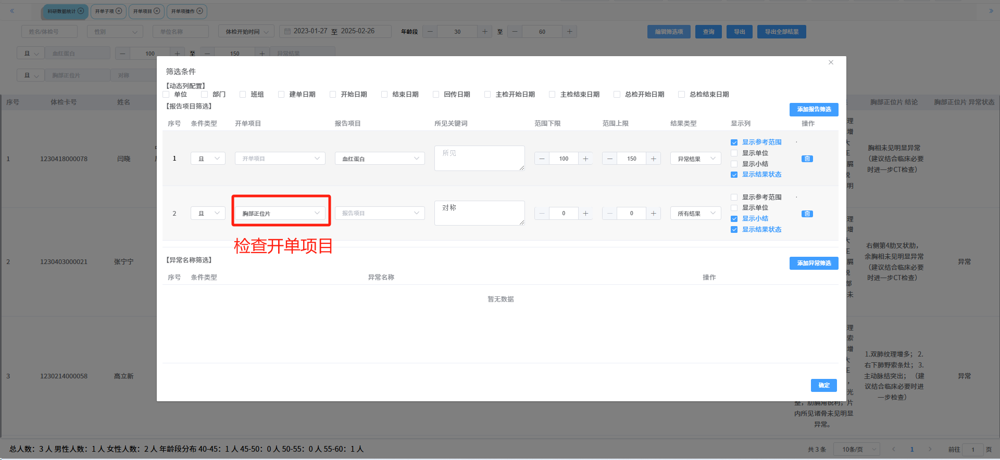 科研数据统计 开单子项 开单项目 开单项操作
姓名/体检号 性别 单位名称 体检开始时间 2023-01-27 至 2025-02-26 年龄段 30 至 60 编辑筛选项 查询 导出 导出全部结果
且 血红蛋白 100 至 150 异常结果
且 胸部正位片 对称
序号 体检卡号 姓名 胸部正位片 结论 胸部正位片 异常状态
筛选条件
【动态列配置】
单位 部门 班组 建单日期 开始日期 结束日期 回传日期 主检开始日期 主检结束日期 总检开始日期 总检结束日期
【报告项目筛选】
添加报告筛选
序号 条件类型 开单项目 报告项目 所见关键词 范围下限 范围上限 结果类型 显示列 操作
1 且 开单项目 血红蛋白 所见 100 150 异常结果
显示参考范围
显示单位
显示小结
显示结果状态
2 且 胸部正位片 报告项目 对称 0 0 所有结果
显示参考范围
显示单位
显示小结
显示结果状态
检查开单项目
【异常名称筛选】
添加异常筛选
序号 条件类型 异常名称 操作
暂无数据
确定
1 1230418000078 闫晓
胸相未见明显异常
（建议结合临床必要
时进一步CT检查）
2 1230403000021 张宁宁
右侧第4肋叉状肋，
余胸相未见明显异常
（建议结合临床必要
时进一步CT检查）
异常
3 1230214000058 高立新
整，肋膈角锐利；片
内所见诸骨未见明显
异常。
1.双肺纹理增多； 2.
右下肺野索条灶； 3.
主动脉结突出； （建
议结合临床必要时进
一步检查）
异常
总人数：3 人 男性人数：1 人 女性人数：2 人 年龄段分布 40-45：1 人 45-50：0 人 50-55：0 人 55-60：1 人
共 3 条 10条/页 1 前往 1 页